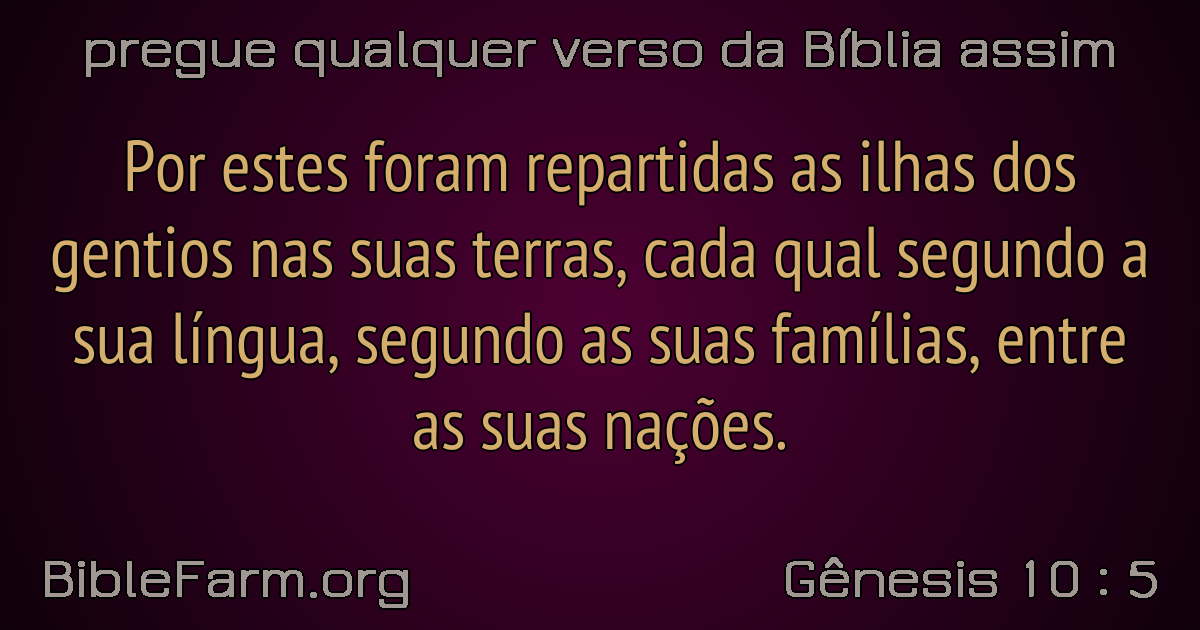 pregue qualquer verso da Bíblia assim
Por estes foram repartidas as ilhas dos
gentios nas suas terras, cada qual segundo a
sua língua, segundo as suas famílias, entre
as suas nações.
BibleFarm.org
Gênesis 10 : 5